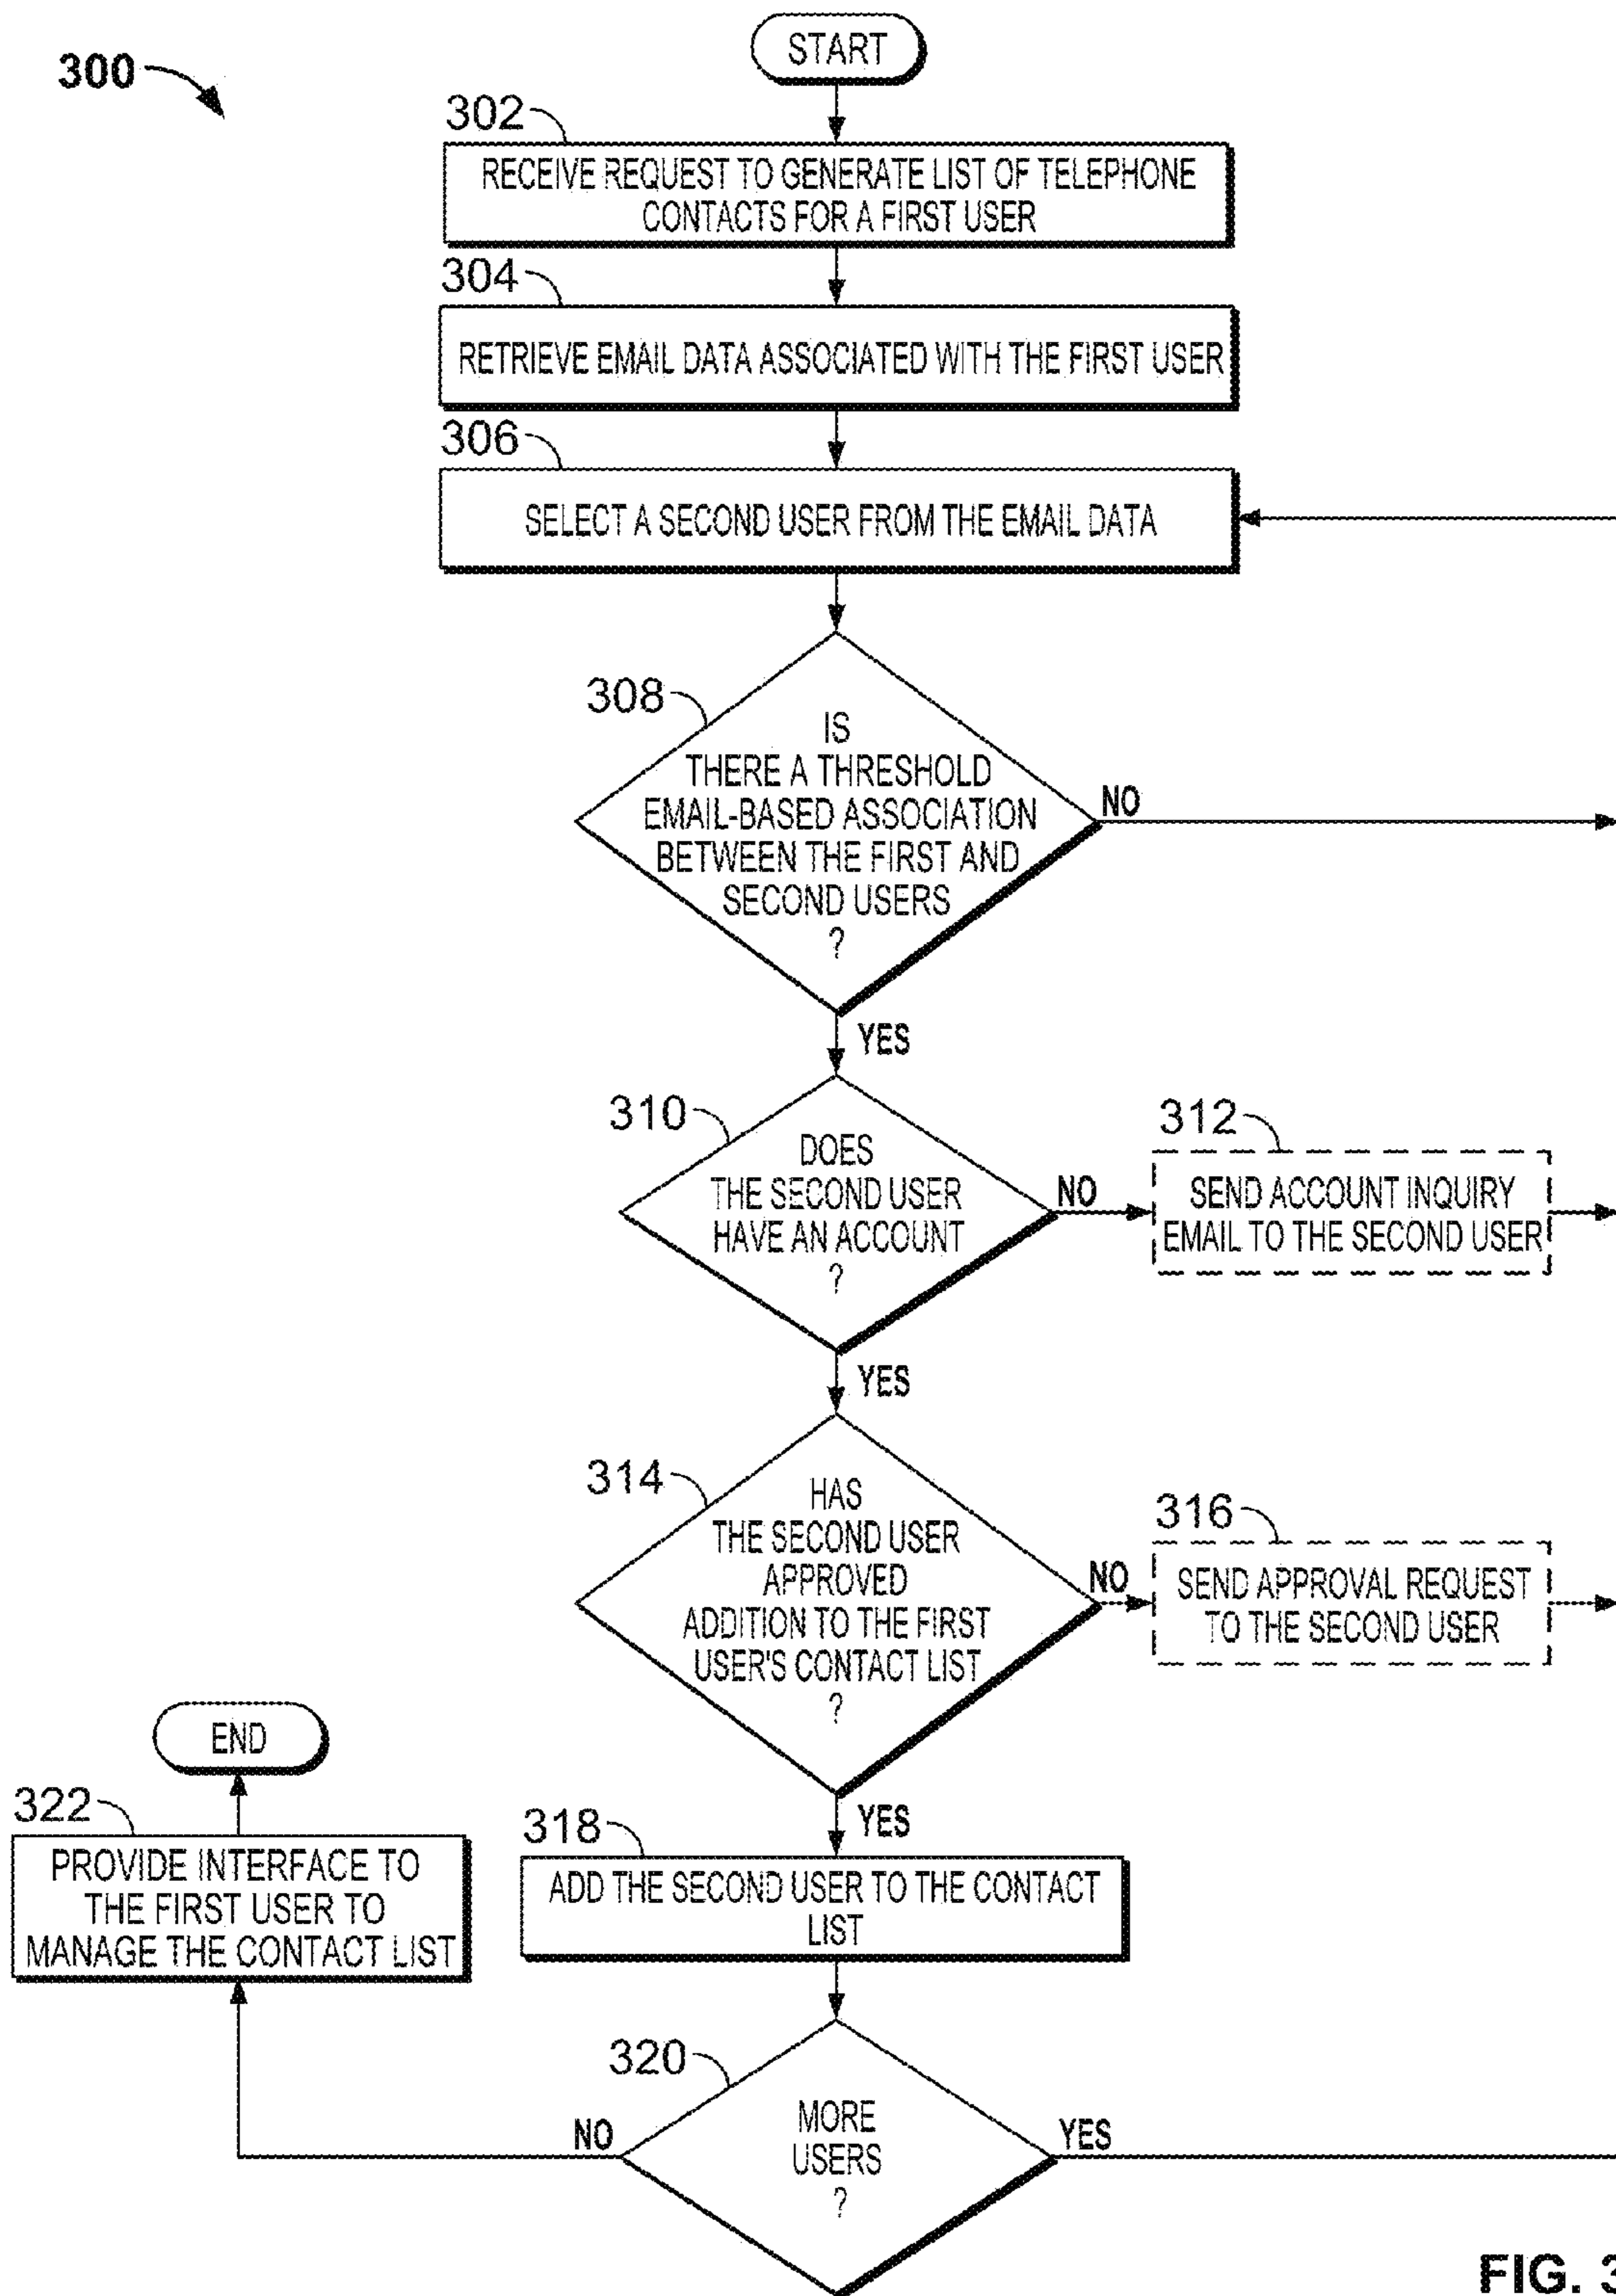 300
START
302
RECEIVE REQUEST TO GENERATE LIST OF TELEPHONE
CONTACTS FOR A FIRST USER
304
RETRIEVE EMAIL DATA ASSOCIATED WITH THE FIRST USER
306
SELECT A SECOND USER FROM THE EMAIL DATA
308
IS
THERE A THRESHOLD
EMAIL-BASED ASSOCIATION
BETWEEN THE FIRST AND
SECOND USERS
?
NO
YES
310
DOES
THE SECOND USER
HAVE AN ACCOUNT
?
NO
312
SEND ACCOUNT INQUIRY
EMAIL TO THE SECOND USER
YES
314
HAS
THE SECOND USER
APPROVED
ADDITION TO THE FIRST
USER'S CONTACT LIST
?
NO
316
SEND APPROVAL REQUEST
TO THE SECOND USER
YES
318
ADD THE SECOND USER TO THE CONTACT
LIST
320
MORE
USERS
?
YES
NO
322
PROVIDE INTERFACE TO
THE FIRST USER TO
MANAGE THE CONTACT LIST
END
FIG. 3